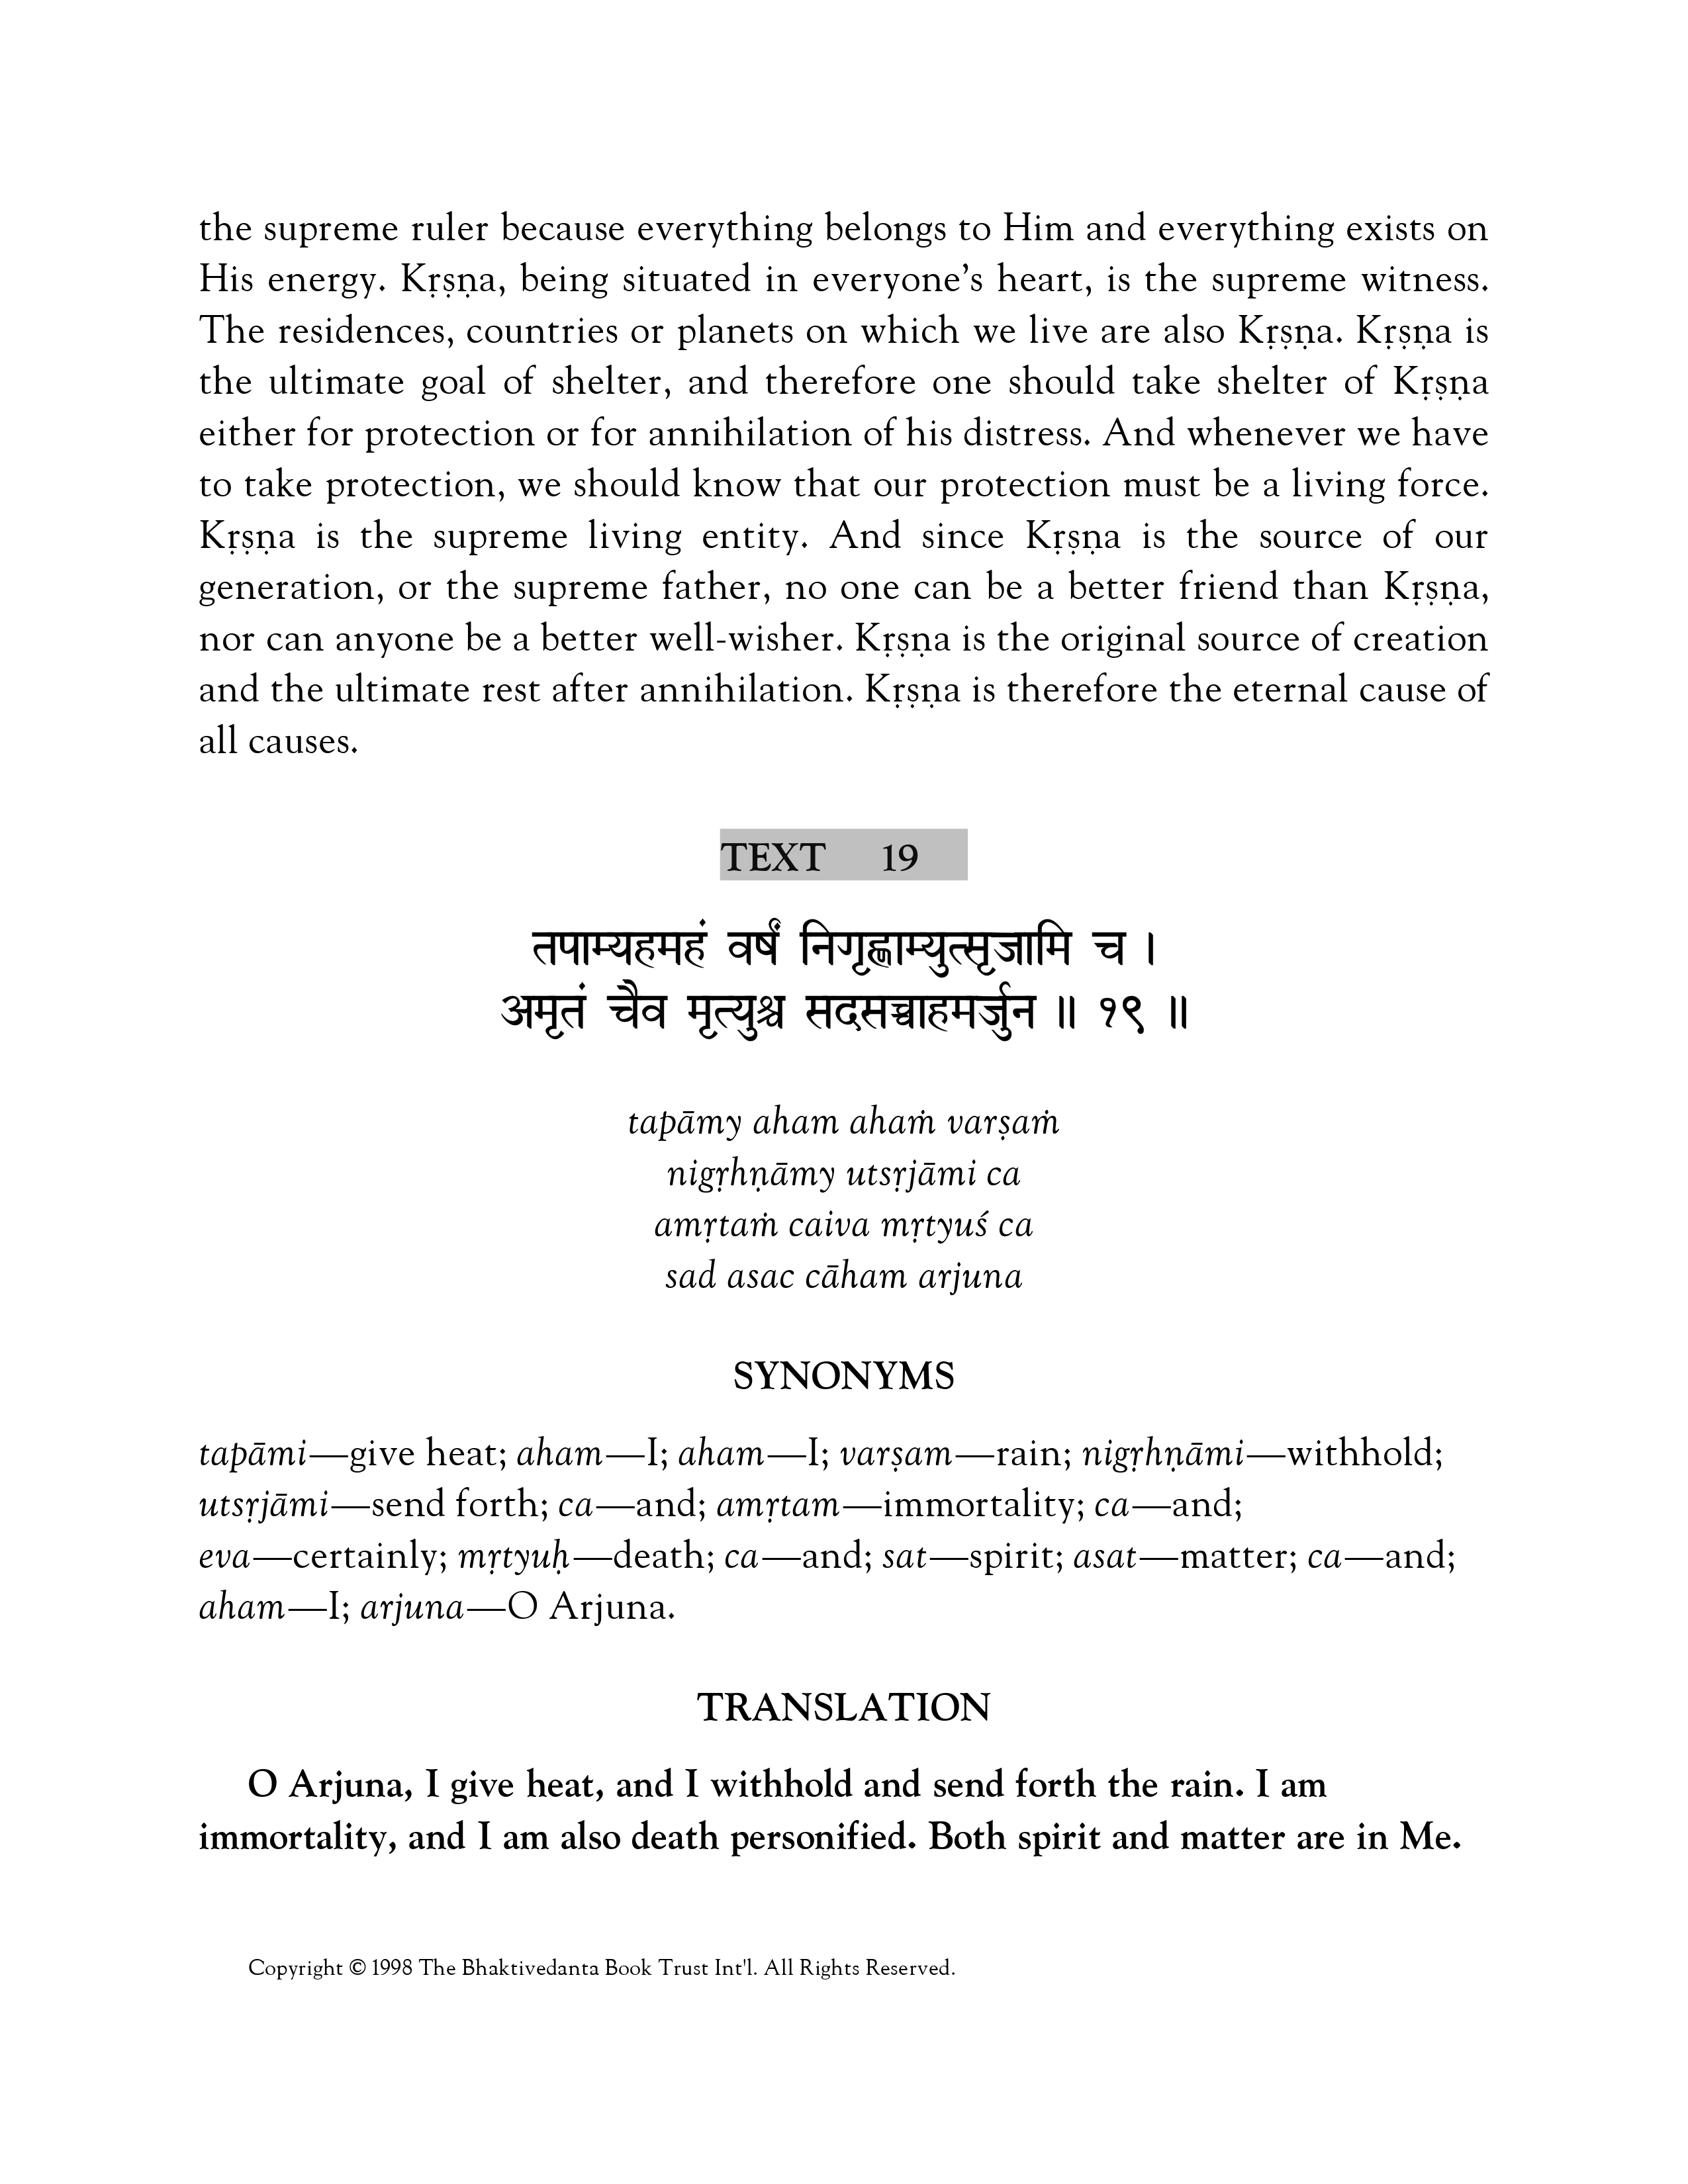 the supreme ruler because everything belongs to Him and everything exists on
His energy. Kṛṣṇa, being situated in everyone’s heart, is the supreme witness.
The residences, countries or planets on which we live are also Kṛṣṇa. Kṛṣṇa is
the ultimate goal of shelter, and therefore one should take shelter of Kṛṣṇa
either for protection or for annihilation of his distress. And whenever we have
to take protection, we should know that our protection must be a living force.
Kṛṣṇa is the supreme living entity. And since Kṛṣṇa is the source of our
generation, or the supreme father, no one can be a better friend than Kṛṣṇa,
nor can anyone be a better well-wisher. Kṛṣṇa is the original source of creation
and the ultimate rest after annihilation. Kṛṣṇa is therefore the eternal cause of
all causes.
TEXT 19
तपाम्यहमहं वर्षं निगृह्णाम्युत्सृजामि च ।
अमृतं चैव मृत्युश्च सदसच्चाहमर्जुन ॥ १९ ॥
tapāmy aham ahaṁ varṣaṁ
nigṛhṇāmy utsṛjāmi ca
amṛtaṁ caiva mṛtyuś ca
sad asac cāham arjuna
SYNONYMS
tapāmi—give heat; aham—I; aham—I; varṣam—rain; nigṛhṇāmi—withhold;
utsṛjāmi—send forth; ca—and; amṛtam—immortality; ca—and;
eva—certainly; mṛtyuḥ—death; ca—and; sat—spirit; asat—matter; ca—and;
aham—I; arjuna—O Arjuna.
TRANSLATION
O Arjuna, I give heat, and I withhold and send forth the rain. I am
immortality, and I am also death personified. Both spirit and matter are in Me.
Copyright © 1998 The Bhaktivedanta Book Trust Int'l. All Rights Reserved.